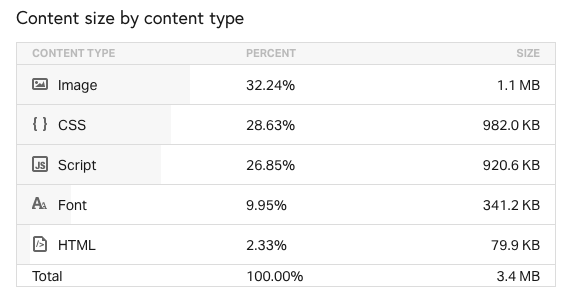 Content size by content type
CONTENT TYPE PERCENT SIZE
Image 32.24% 1.1 MB
{ } CSS 28.63% 982.0 KB
JS Script 26.85% 920.6 KB
AA Font 9.95% 341.2 KB
</> HTML 2.33% 79.9 KB
Total 100.00% 3.4 MB